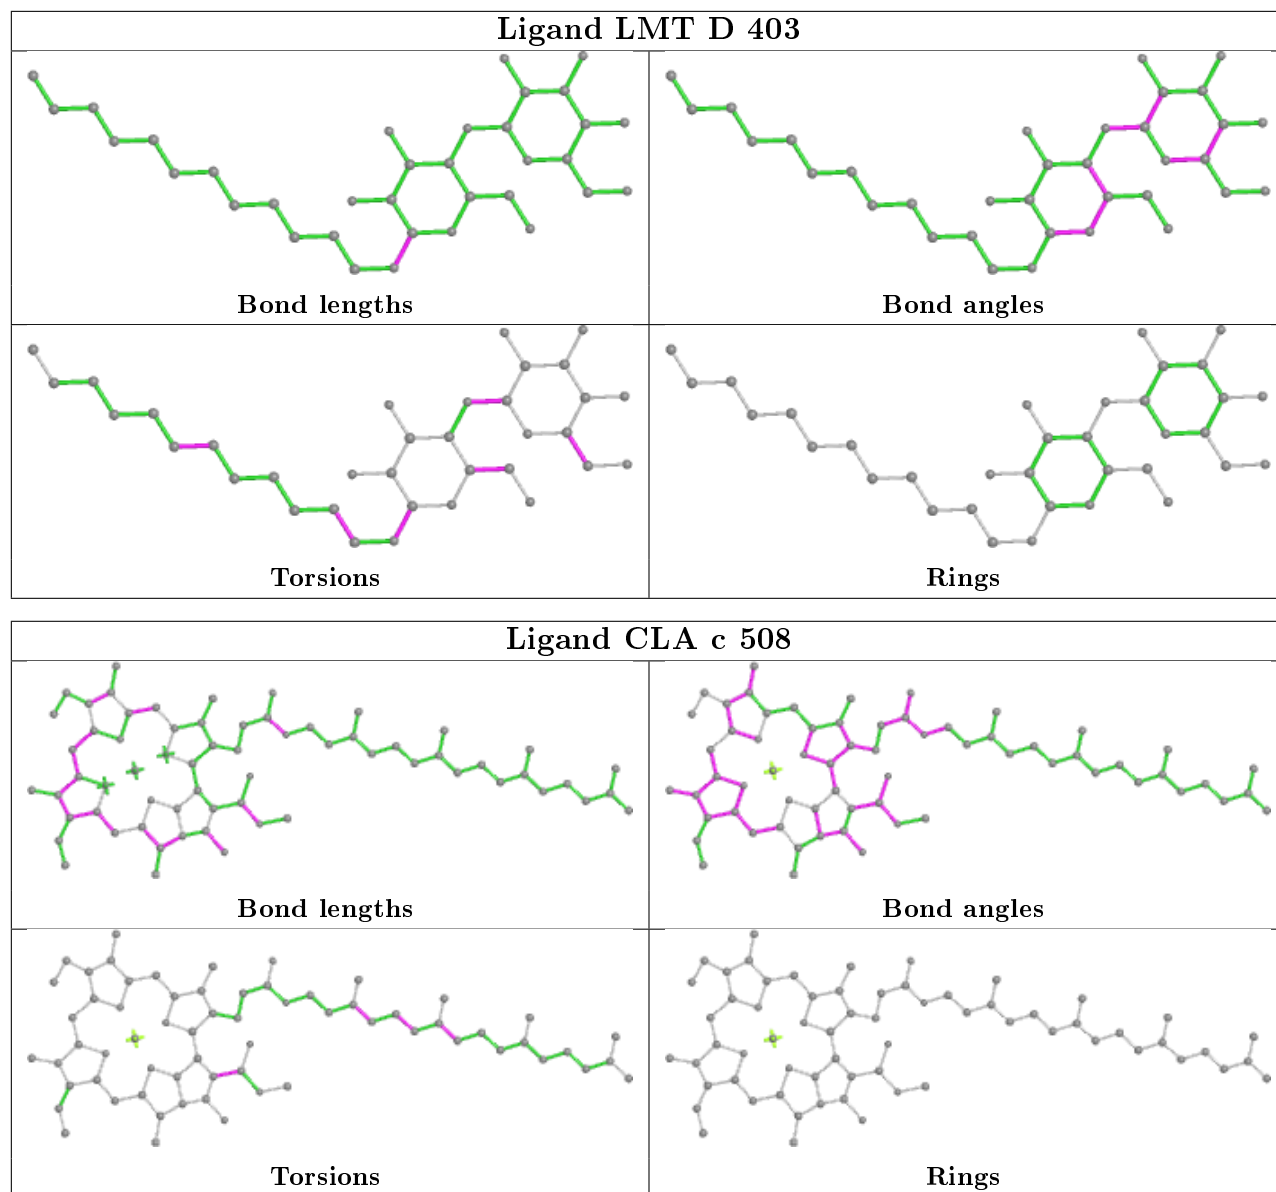 Ligand LMT D 403
Bond lengths
Bond angles
Torsions
Rings
Ligand CLA c 508
Bond lengths
Bond angles
Torsions
Rings